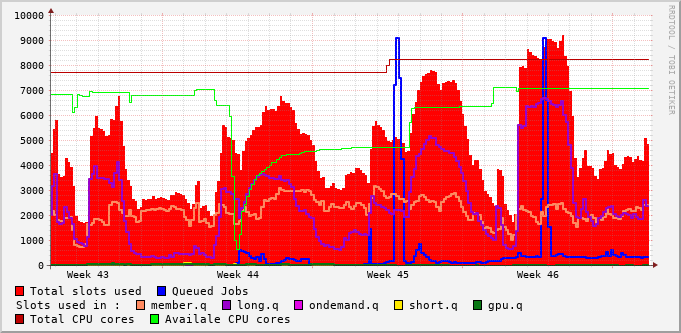 10000
9000
8000
7000
6000
5000
4000
3000
2000
1000
0
Week 43 Week 44 Week 45 Week 46
RRDTOOL / TOBI OETIKER
Total slots used Queued Jobs
Slots used in : member.q long.q ondemand.q short.q gpu.q
Total CPU cores Availale CPU cores